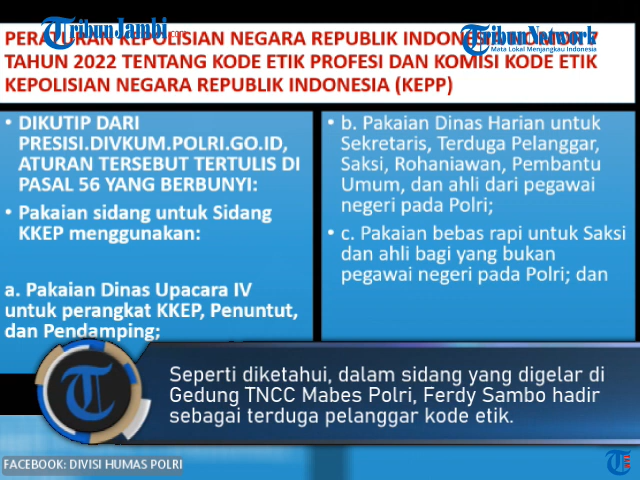 TribunJambi.com
Tribun Network
Mata Lokal Menjangkau Indonesia
PERATURAN KEPOLISIAN NEGARA REPUBLIK INDONESIA NOMOR 7
TAHUN 2022 TENTANG KODE ETIK PROFESI DAN KOMISI KODE ETIK
KEPOLISIAN NEGARA REPUBLIK INDONESIA (KEPP)
• DIKUTIP DARI
PRESISI.DIVKUM.POLRI.GO.ID,
ATURAN TERSEBUT TERTULIS DI
PASAL 56 YANG BERBUNYI:
• Pakaian sidang untuk Sidang
KKEP menggunakan:
a. Pakaian Dinas Upacara IV
untuk perangkat KKEP, Penuntut,
dan Pendamping;
• b. Pakaian Dinas Harian untuk
Sekretaris, Terduga Pelanggar,
Saksi, Rohaniawan, Pembantu
Umum, dan ahli dari pegawai
negeri pada Polri;
• c. Pakaian bebas rapi untuk Saksi
dan ahli bagi yang bukan
pegawai negeri pada Polri; dan
Seperti diketahui, dalam sidang yang digelar di
Gedung TNCC Mabes Polri, Ferdy Sambo hadir
sebagai terduga pelanggar kode etik.
FACEBOOK: DIVISI HUMAS POLRI